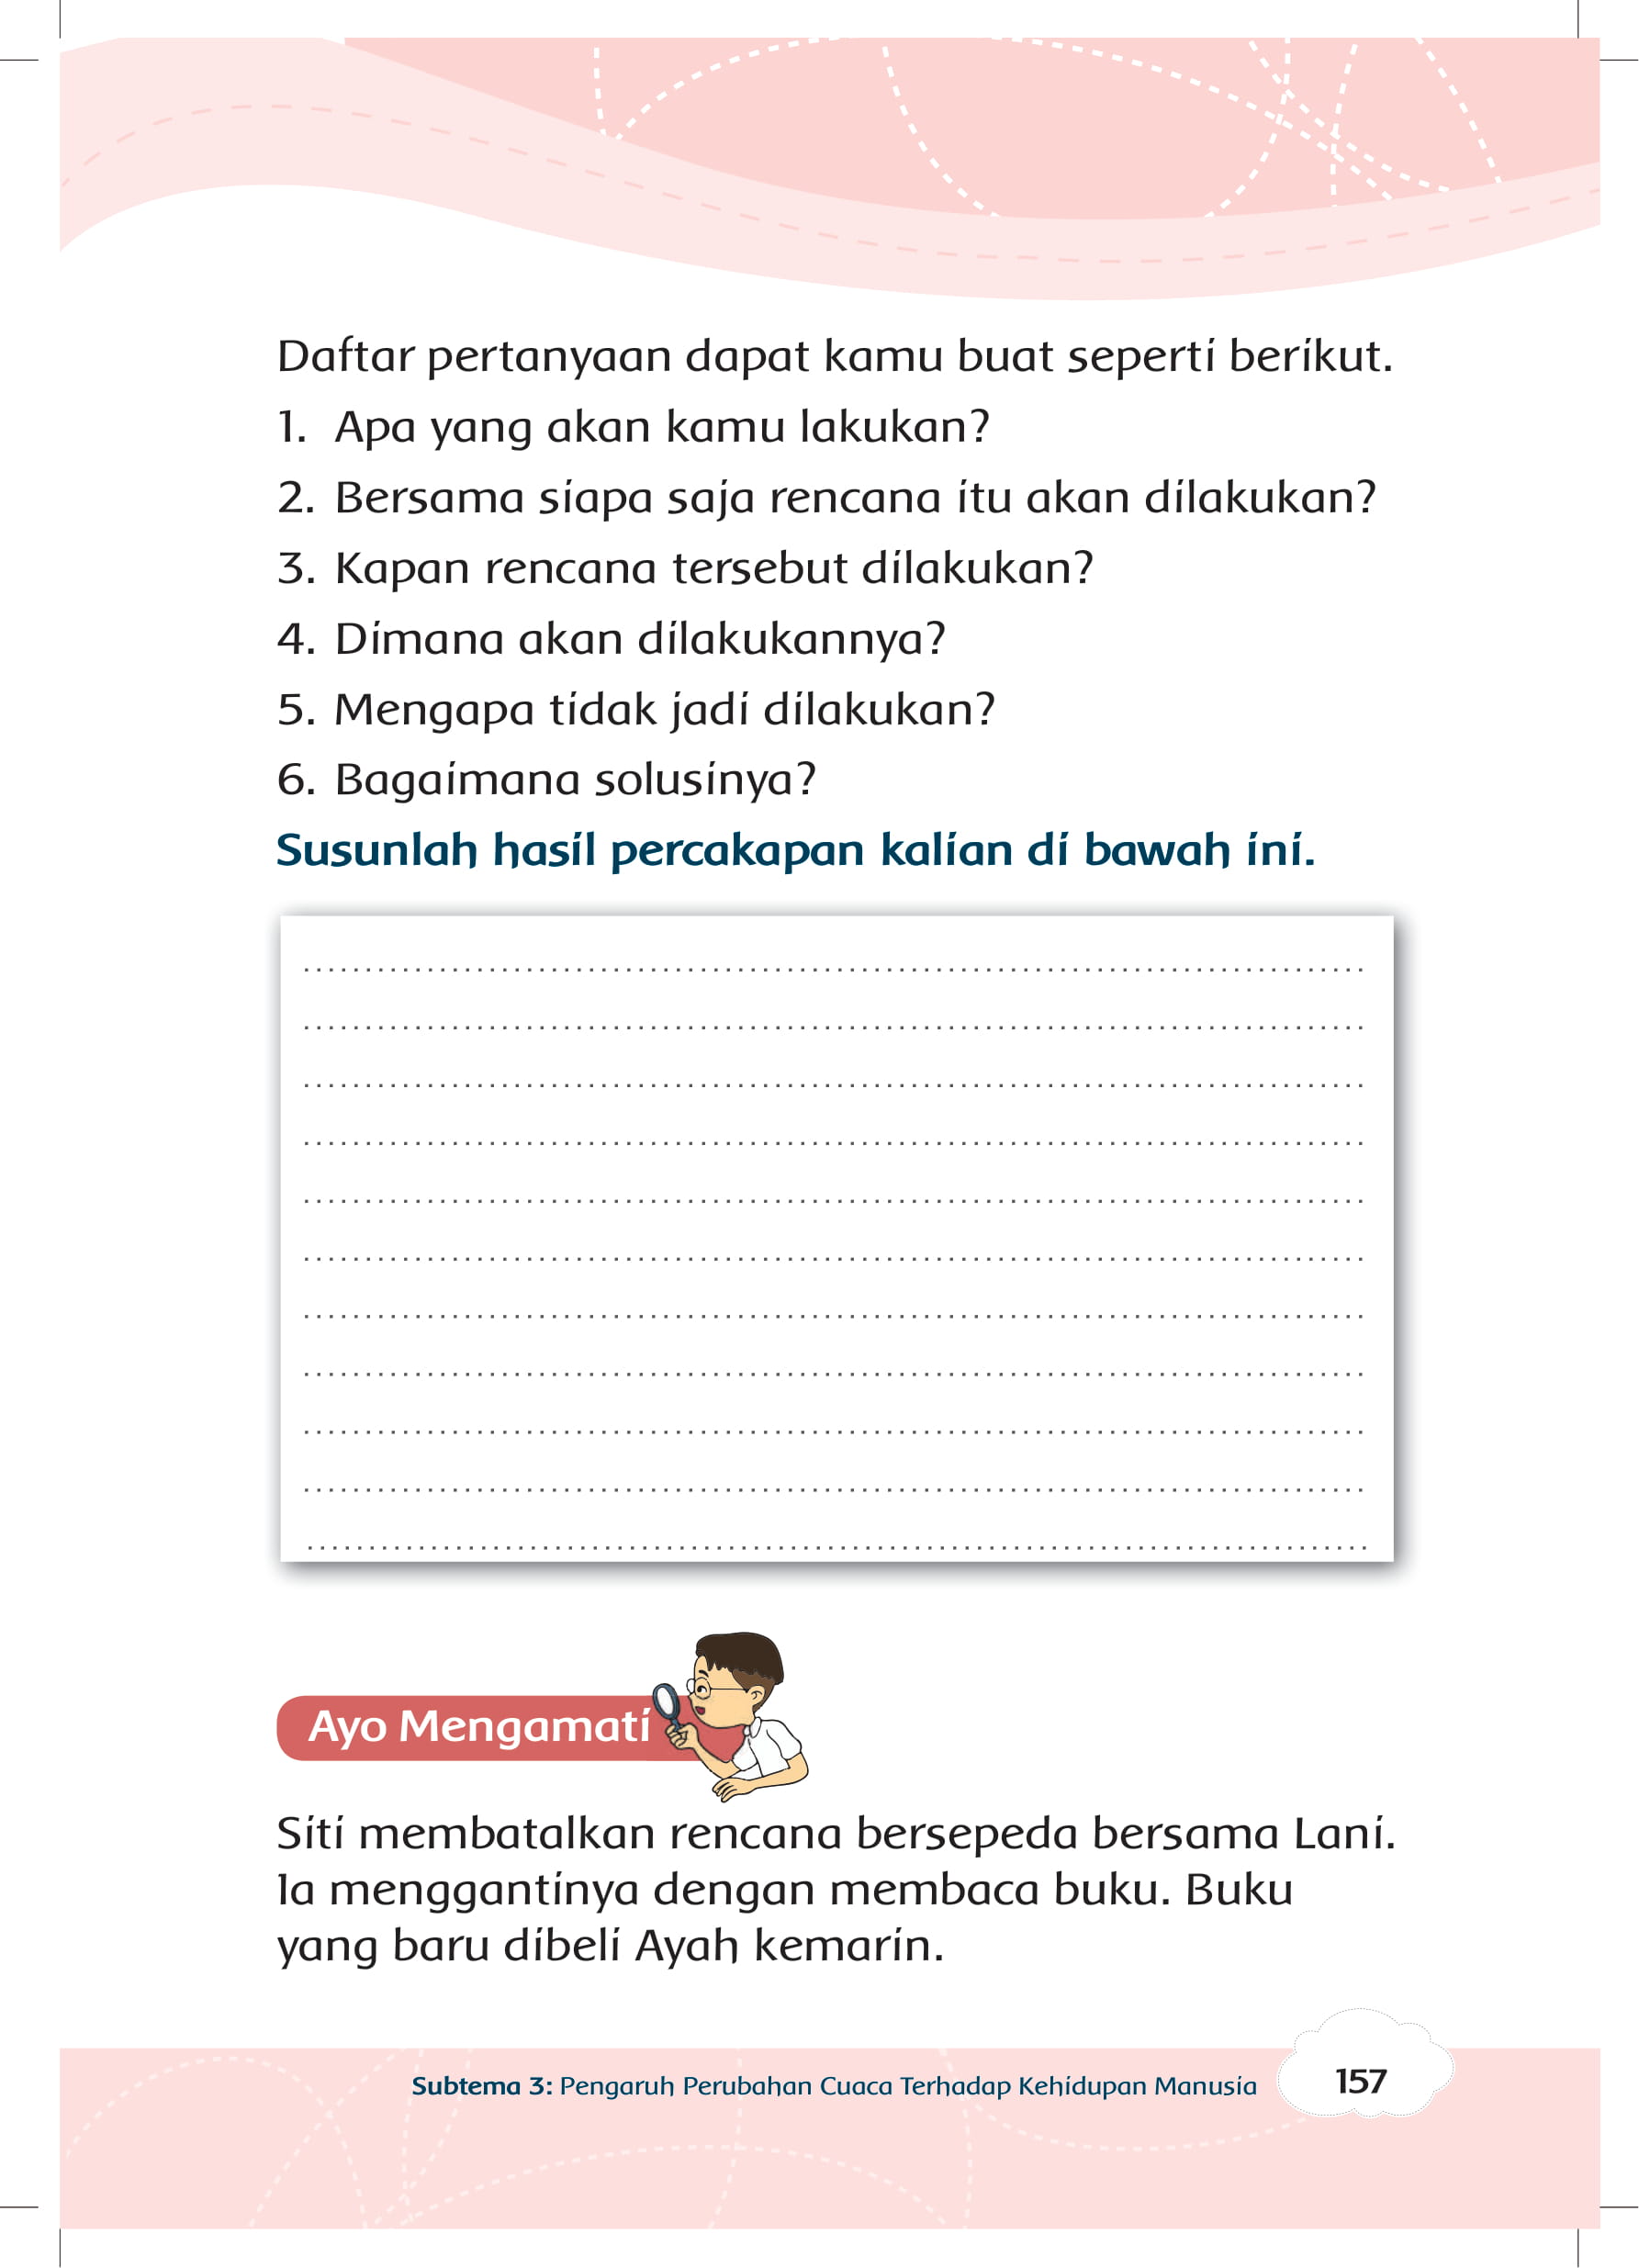 Daftar pertanyaan dapat kamu buat seperti berikut.
1. Apa yang akan kamu lakukan?
2. Bersama siapa saja rencana itu akan dilakukan?
3. Kapan rencana tersebut dilakukan?
4. Dimana akan dilakukannya?
5. Mengapa tidak jadi dilakukan?
6. Bagaimana solusinya?
Susunlah hasil percakapan kalian di bawah ini.
Ayo Mengamati
Siti membatalkan rencana bersepeda bersama Lani.
Ia menggantinya dengan membaca buku. Buku
yang baru dibeli Ayah kemarin.
Subtema 3: Pengaruh Perubahan Cuaca Terhadap Kehidupan Manusia
157